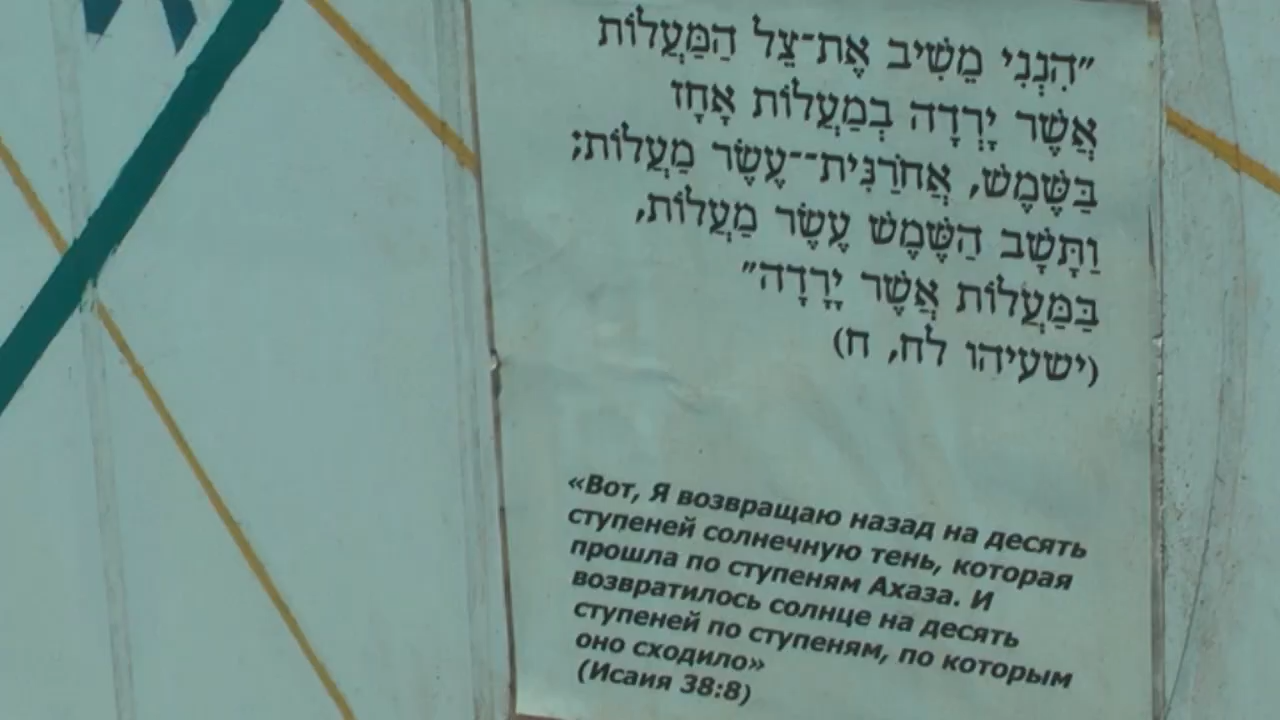 "הִנְנִי מֵשִׁיב אֶת־צֵל הַמַּעֲלוֹת
אֲשֶׁר יָרְדָה בְמַעֲלוֹת אָחָז
בַּשֶּׁמֶשׁ, אֲחֹרַנִּית--עֶשֶׂר מַעֲלוֹת;
וַתָּשָׁב הַשֶּׁמֶשׁ עֶשֶׂר מַעֲלוֹת,
בַּמַּעֲלוֹת אֲשֶׁר יָרָדָה"
(ישעיהו לח, ח)
«Вот, Я возвращаю назад на десять
ступеней солнечную тень, которая
прошла по ступеням Ахаза. И
возвратилось солнце на десять
ступеней по ступеням, по которым
оно сходило»
(Исаия 38:8)